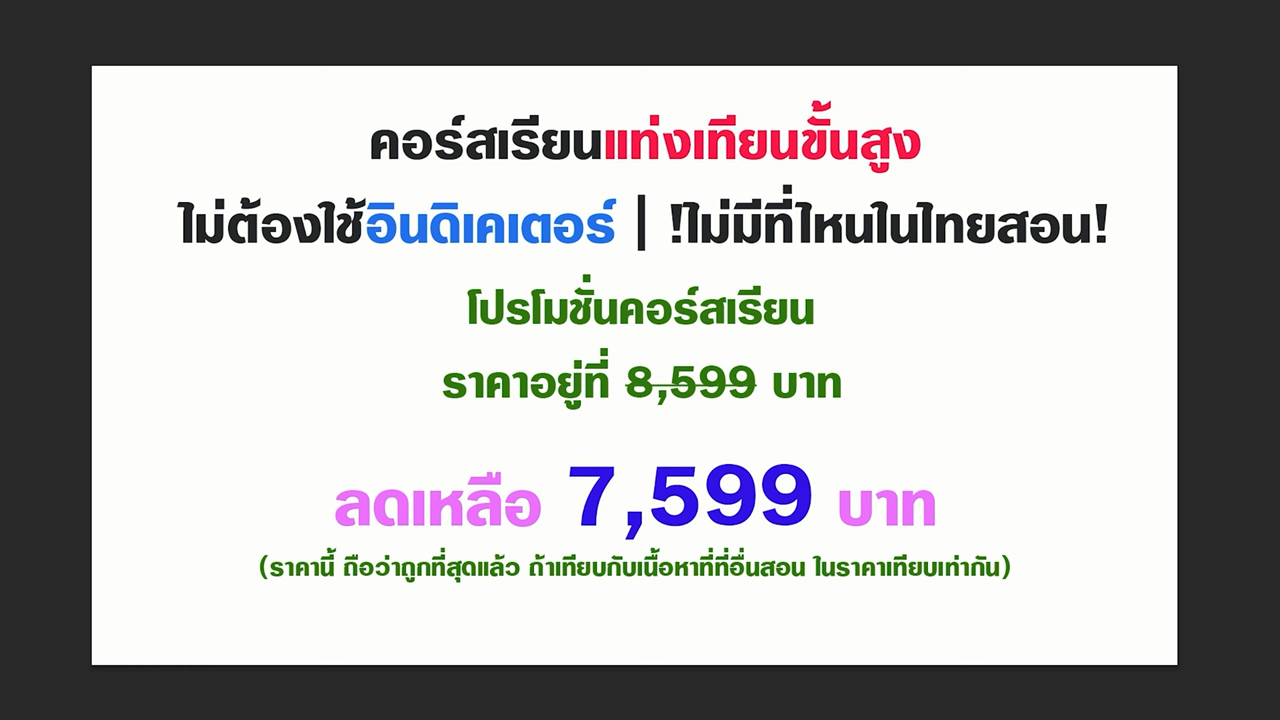 คอร์สเรียนแท่งเทียนขั้นสูง
ไม่ต้องใช้อินดิเคเตอร์ | !ไม่มีที่ไหนในไทยสอน!
โปรโมชั่นคอร์สเรียน
ราคาอยู่ที่ 8,599 บาท
ลดเหลือ 7,599 บาท
(ราคานี้ ถือว่าถูกที่สุดแล้ว ถ้าเทียบกับเนื้อหาที่ที่อื่นสอน ในราคาเทียบเท่ากัน)